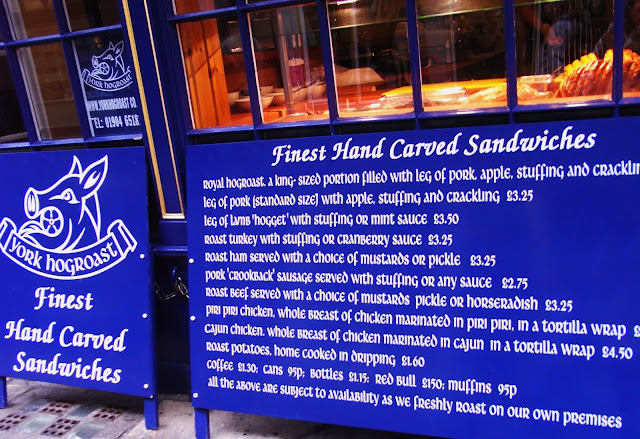 YORK HOGROAST
WWW.YORKHOGROAST.CO
TEL: 01904 6518
YORK HOGROAST
Finest
Hand Carved
Sandwiches
Finest Hand Carved Sandwiches
ROYAL HOGROAST. A KING-SIZED PORTION FILLED WITH LEG OF PORK, APPLE, STUFFING AND CRACKLIN
LEG OF PORK (STANDARD SIZE) WITH APPLE, STUFFING AND CRACKLING £3.25
LEG OF LAMB 'HOGGET' WITH STUFFING OR MINT SAUCE £3.50
ROAST TURKEY WITH STUFFING OR CRANBERRY SAUCE £3.25
ROAST HAM SERVED WITH A CHOICE OF MUSTARDS OR PICKLE £3.25
PORK 'CROOKBACK' SAUSAGE SERVED WITH STUFFING OR ANY SAUCE £2.75
ROAST BEEF SERVED WITH A CHOICE OF MUSTARDS PICKLE OR HORSERADISH £3.25
PIRI PIRI CHICKEN, WHOLE BREAST OF CHICKEN MARINATED IN PIRI PIRI, IN A TORTILLA WRAP £
CAJUN CHICKEN, WHOLE BREAST OF CHICKEN MARINATED IN CAJUN IN A TORTILLA WRAP £4.50
ROAST POTATOES, HOME COOKED IN DRIPPING £1.60
COFFEE £1.30; CANS 95P; BOTTLES £1.15; RED BULL £150; MUFFINS 95P
ALL THE ABOVE ARE SUBJECT TO AVAILABILITY AS WE FRESHLY ROAST ON OUR OWN PREMISES